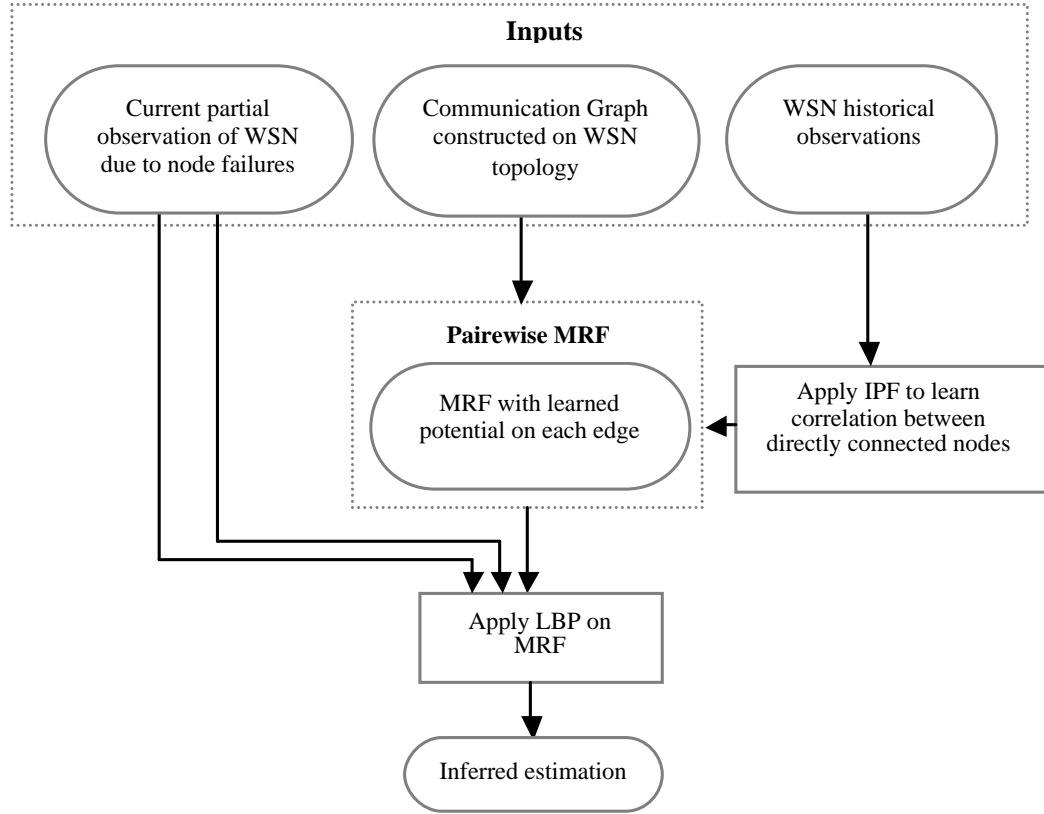 Inputs
Current partial
observation of WSN
due to node failures
Communication Graph
constructed on WSN
topology
WSN historical
observations
Pairewise MRF
MRF with learned
potential on each edge
Apply IPF to learn
correlation between
directly connected nodes
Apply LBP on
MRF
Inferred estimation